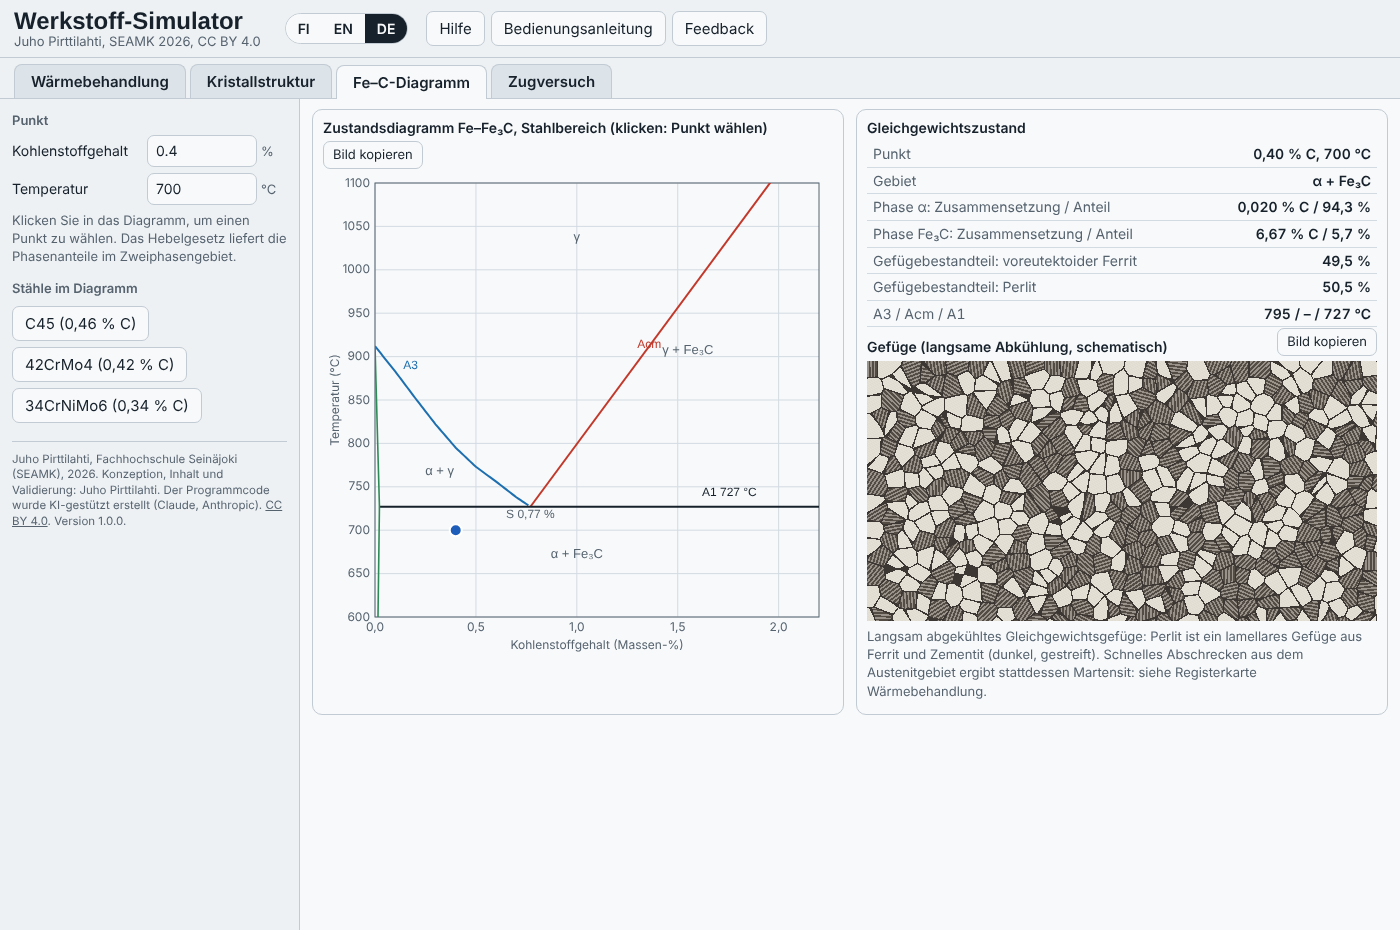 Werkstoff-Simulator
Juho Pirttilahti, SEAMK 2026, CC BY 4.0
FI EN DE
Hilfe
Bedienungsanleitung
Feedback
Wärmebehandlung
Kristallstruktur
Fe–C-Diagramm
Zugversuch
Punkt
Kohlenstoffgehalt 0.4 %
Temperatur 700 °C
Klicken Sie in das Diagramm, um einen
Punkt zu wählen. Das Hebelgesetz liefert die
Phasenanteile im Zweiphasengebiet.
Stähle im Diagramm
C45 (0,46 % C)
42CrMo4 (0,42 % C)
34CrNiMo6 (0,34 % C)
Juho Pirttilahti, Fachhochschule Seinäjoki
(SEAMK), 2026. Konzeption, Inhalt und
Validierung: Juho Pirttilahti. Der Programmcode
wurde KI-gestützt erstellt (Claude, Anthropic). CC
BY 4.0. Version 1.0.0.
Zustandsdiagramm Fe–Fe₃C, Stahlbereich (klicken: Punkt wählen)
Bild kopieren
1100
1050
1000
950
900
850
800
750
700
650
600
Temperatur (°C)
γ
Acm
γ + Fe₃C
A3
α + γ
A1 727 °C
S 0,77 %
α + Fe₃C
0,0 0,5 1,0 1,5 2,0
Kohlenstoffgehalt (Massen-%)
Gleichgewichtszustand
Punkt 0,40 % C, 700 °C
Gebiet α + Fe₃C
Phase α: Zusammensetzung / Anteil 0,020 % C / 94,3 %
Phase Fe₃C: Zusammensetzung / Anteil 6,67 % C / 5,7 %
Gefügebestandteil: voreutektoider Ferrit 49,5 %
Gefügebestandteil: Perlit 50,5 %
A3 / Acm / A1 795 / – / 727 °C
Gefüge (langsame Abkühlung, schematisch)
Bild kopieren
Langsam abgekühltes Gleichgewichtsgefüge: Perlit ist ein lamellares Gefüge aus
Ferrit und Zementit (dunkel, gestreift). Schnelles Abschrecken aus dem
Austenitgebiet ergibt stattdessen Martensit: siehe Registerkarte
Wärmebehandlung.